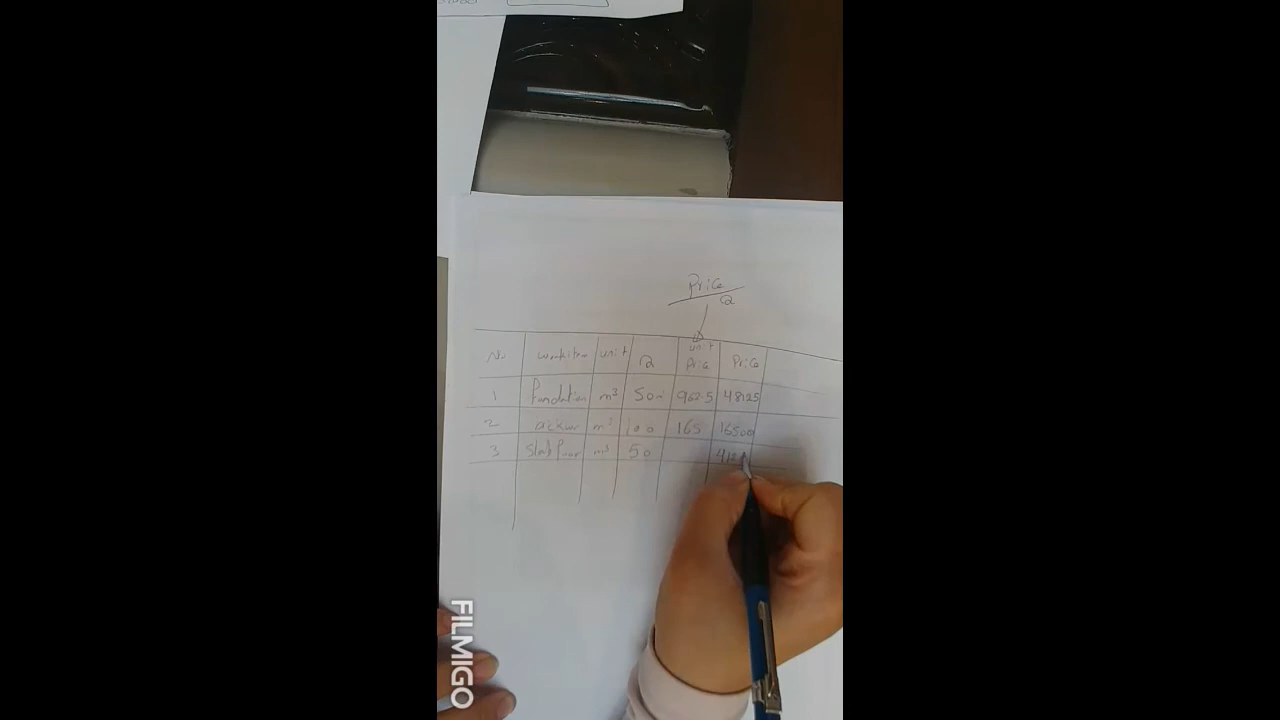 Price
Q
No unit Q unit Price Price
1 Foundation m³ 50 962.5 48125
2 m³ 100 165 16500
3 Slab m³ 50
FILMIGO